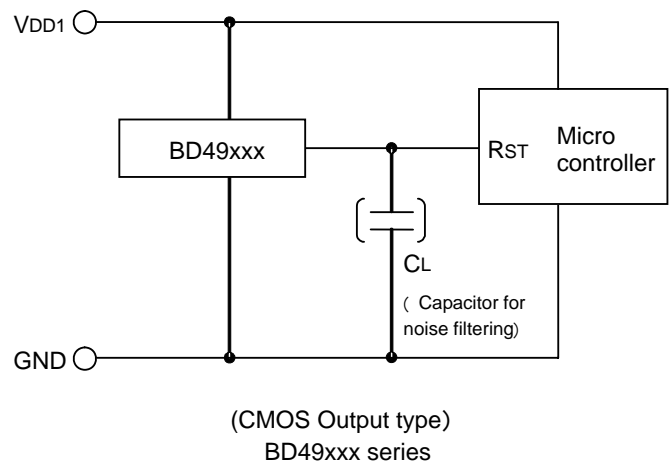 VDD1
BD49xxx
RST
Micro
controller
CL
( Capacitor for
noise filtering)
GND
(CMOS Output type)
BD49xxx series